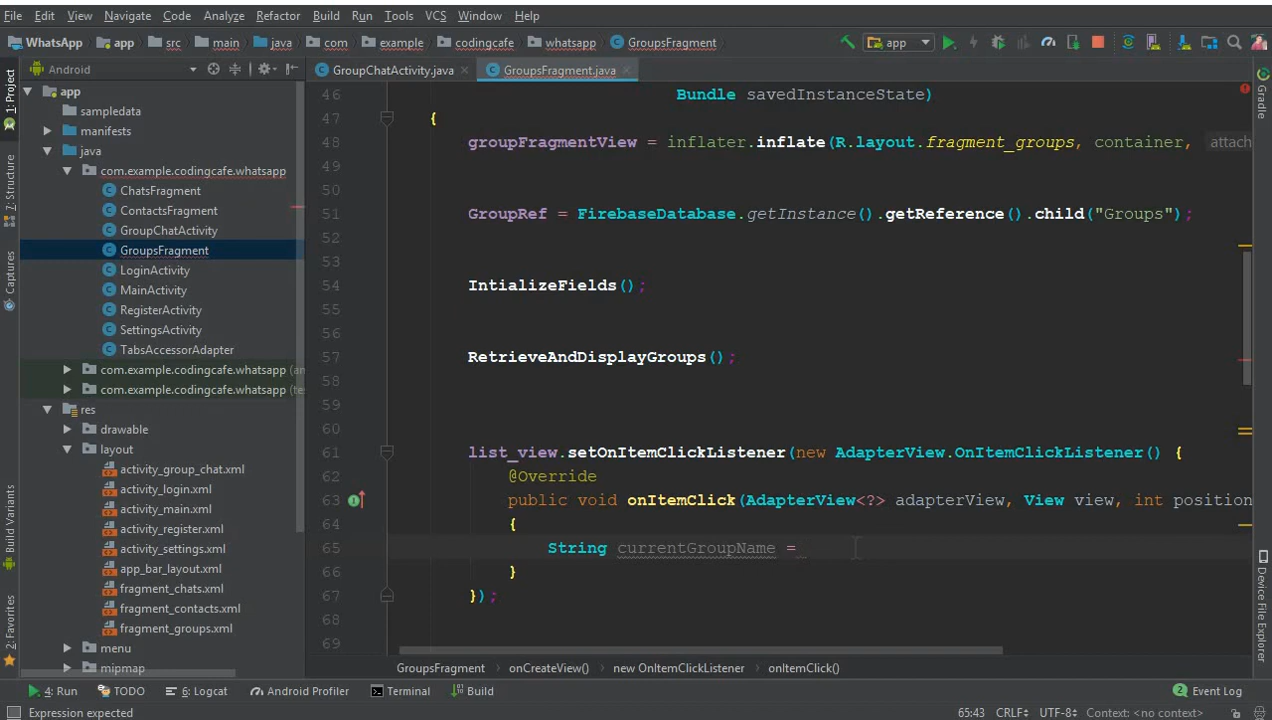 File Edit View Navigate Code Analyze Refactor Build Run Tools VCS Window Help
WhatsApp app src main java com example codingcafe whatsapp GroupsFragment app
1: Project
7: Structure
Captures
Build Variants
2: Favorites
Android
app
sampledata
manifests
java
com.example.codingcafe.whatsapp
ChatsFragment
ContactsFragment
GroupChatActivity
GroupsFragment
LoginActivity
MainActivity
RegisterActivity
SettingsActivity
TabsAccessorAdapter
com.example.codingcafe.whatsapp (an
com.example.codingcafe.whatsapp (te
res
drawable
layout
activity_group_chat.xml
activity_login.xml
activity_main.xml
activity_register.xml
activity_settings.xml
app_bar_layout.xml
fragment_chats.xml
fragment_contacts.xml
fragment_groups.xml
menu
mipmap
GroupChatActivity.java GroupsFragment.java
46 Bundle savedInstanceState)
47 {
48 groupFragmentView = inflater.inflate(R.layout.fragment_groups, container, attach
49
50
51 GroupRef = FirebaseDatabase.getInstance().getReference().child("Groups");
52
53
54 IntializeFields();
55
56
57 RetrieveAndDisplayGroups();
58
59
60
61 list_view.setOnItemClickListener(new AdapterView.OnItemClickListener() {
62 @Override
63 public void onItemClick(AdapterView<?> adapterView, View view, int position
64 {
65 String currentGroupName =
66 }
67 });
68
69
GroupsFragment onCreateView() new OnItemClickListener onItemClick()
Gradle
Device File Explorer
4: Run TODO 6: Logcat Android Profiler Terminal Build 2 Event Log
Expression expected 65:43 CRLF UTF-8 Context: <no context>